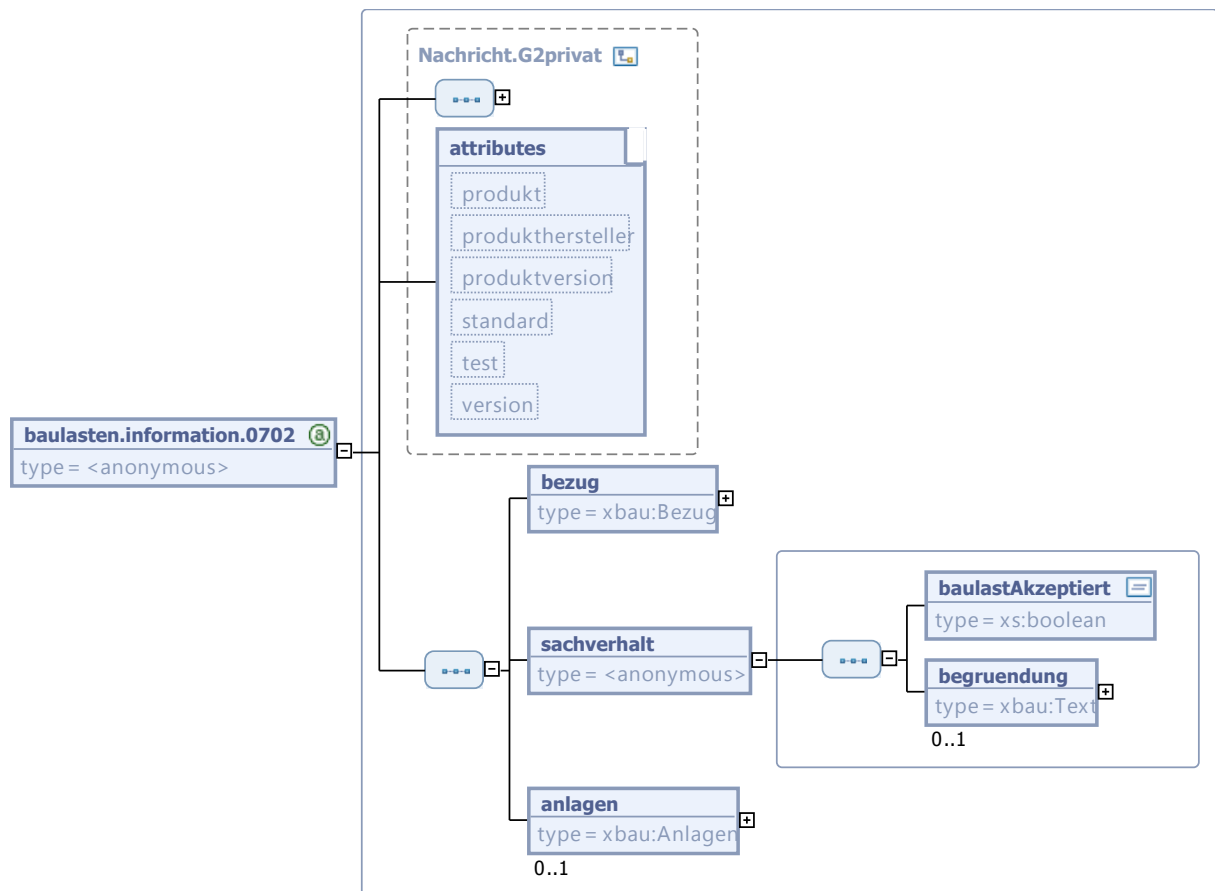 Nachricht.G2privat
attributes
produkt
produkthersteller
produktversion
standard
test
version
baulasten.information.0702 a
type = <anonymous>
bezug
type = xbau:Bezug
sachverhalt
type = <anonymous>
baulastAkzeptiert
type = xs:boolean
begruendung
type = xbau:Text
0..1
anlagen
type = xbau:Anlagen
0..1